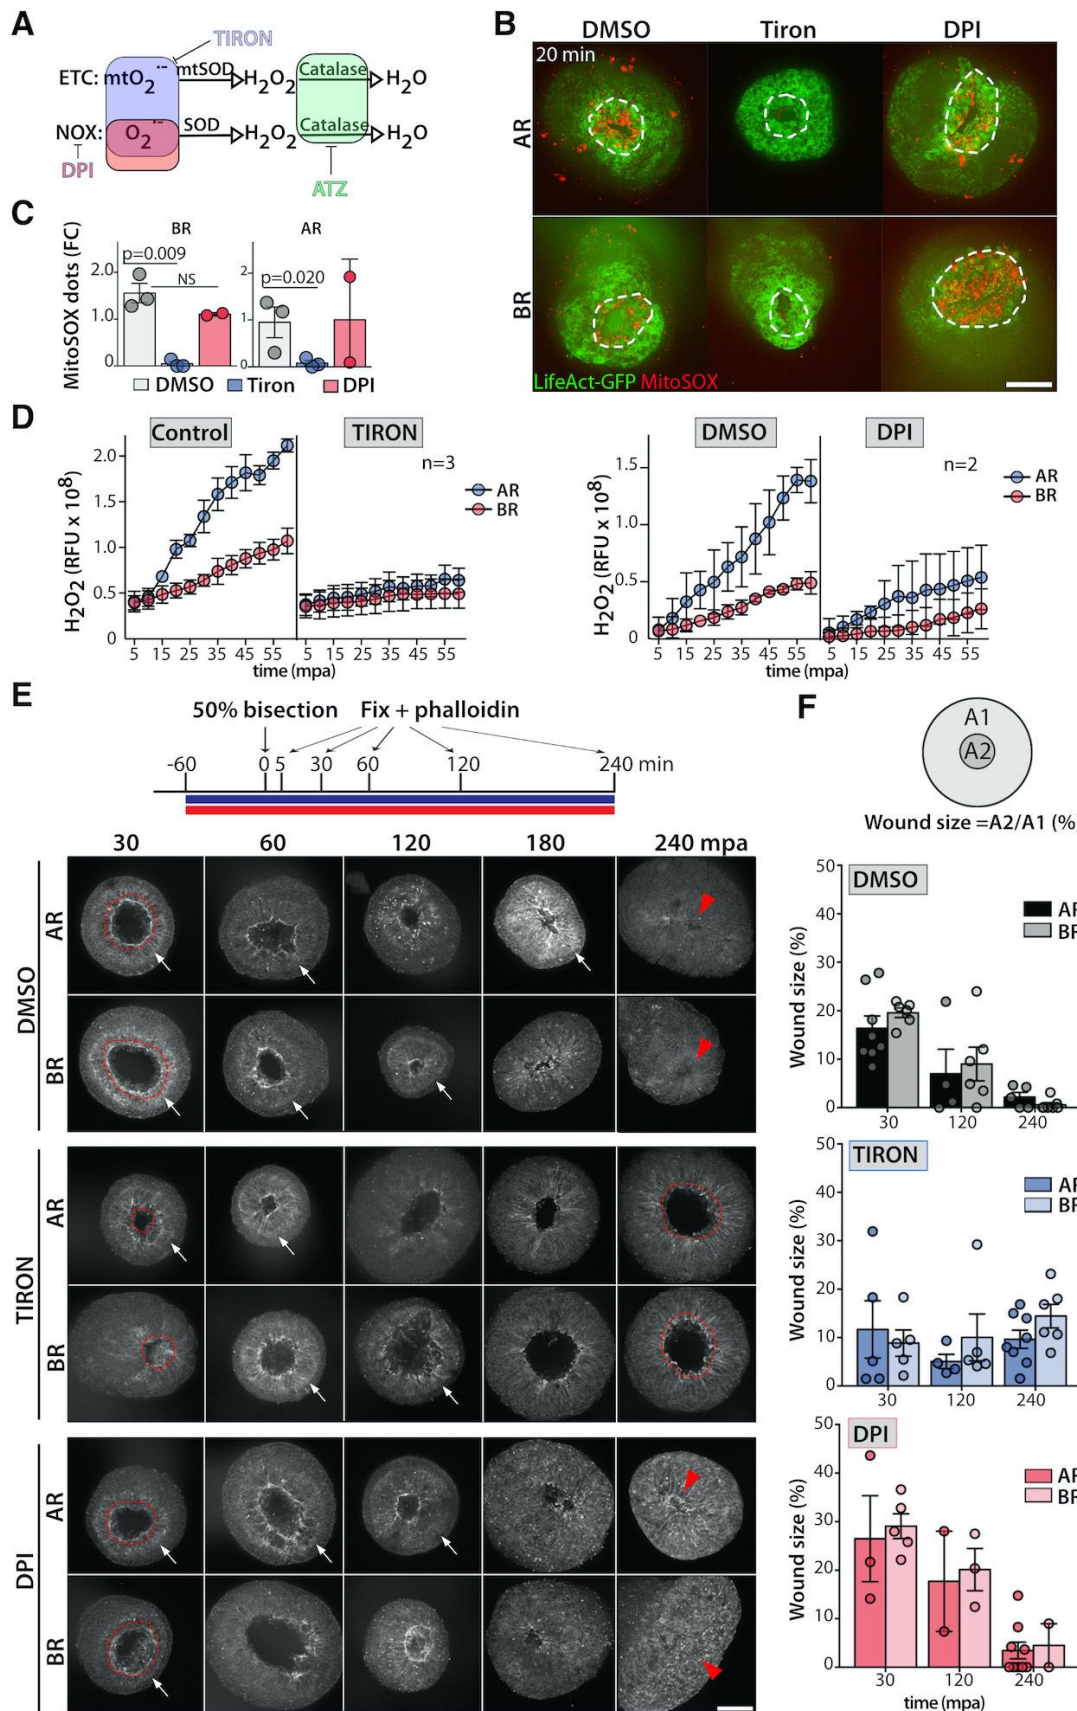 A
TIRON
ETC: mtO2•- mtSOD H2O2 Catalase H2O
NOX: O2•- SOD H2O2 Catalase H2O
DPI
ATZ
B
DMSO Tiron DPI
20 min
AR
BR
LifeAct-GFP MitoSOX
C
BR AR
MitoSOX dots (FC)
p=0.009
NS
2.0
1.0
0
p=0.020
2
1
0
DMSO Tiron DPI
D
Control TIRON
n=3
AR
BR
H2O2 (RFU x 10^8)
2.0
1.0
0.5
0
5 15 25 35 45 55 5 15 25 35 45 55
time (mpa)
DMSO DPI
n=2
AR
BR
H2O2 (RFU x 10^8)
1.5
1.0
0.5
0
5 15 25 35 45 55 5 15 25 35 45 55
time (mpa)
E
50% bisection Fix + phalloidin
-60 0 5 30 60 120 240 min
30 60 120 180 240 mpa
DMSO
AR
BR
TIRON
AR
BR
DPI
AR
BR
F
A1
A2
Wound size =A2/A1 (%
DMSO
AR
BR
Wound size (%)
50
40
30
20
10
0
30 120 240
TIRON
AR
BR
Wound size (%)
50
40
30
20
10
0
30 120 240
DPI
AR
BR
Wound size (%)
50
40
30
20
10
0
30 120 240
time (mpa)